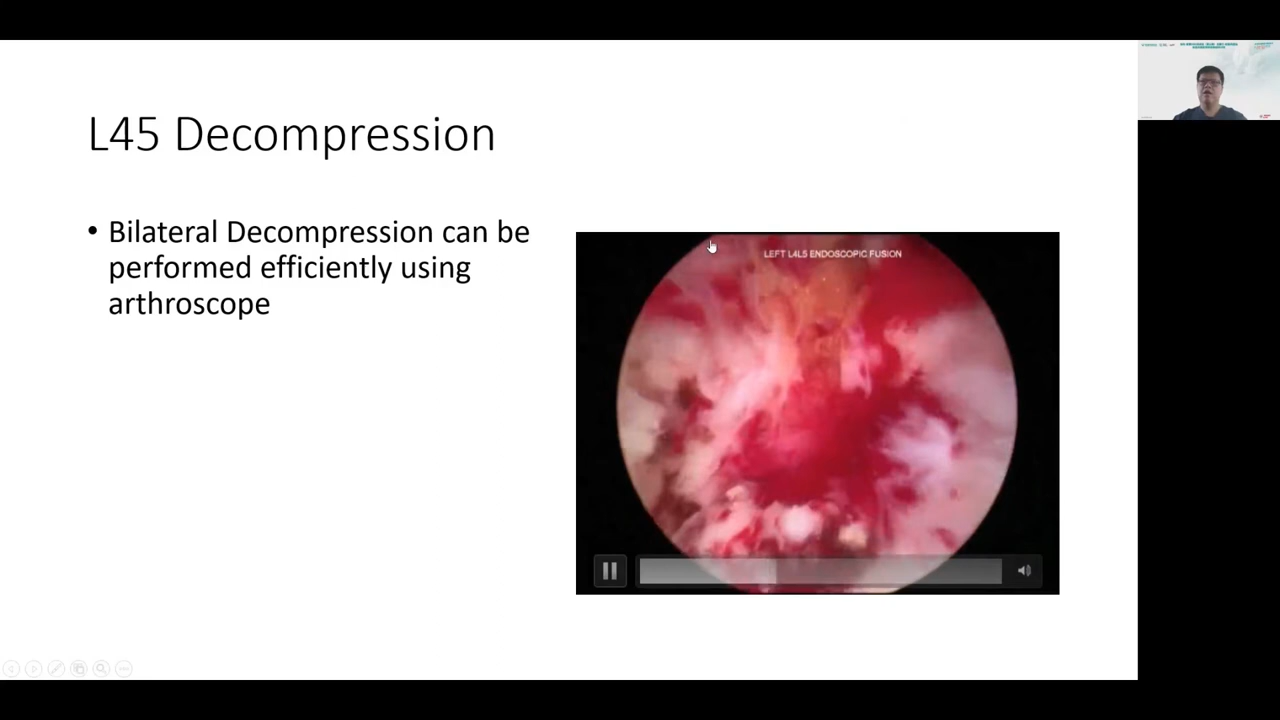 L45 Decompression
• Bilateral Decompression can be
performed efficiently using
arthroscope
LEFT L4L5 ENDOSCOPIC FUSION